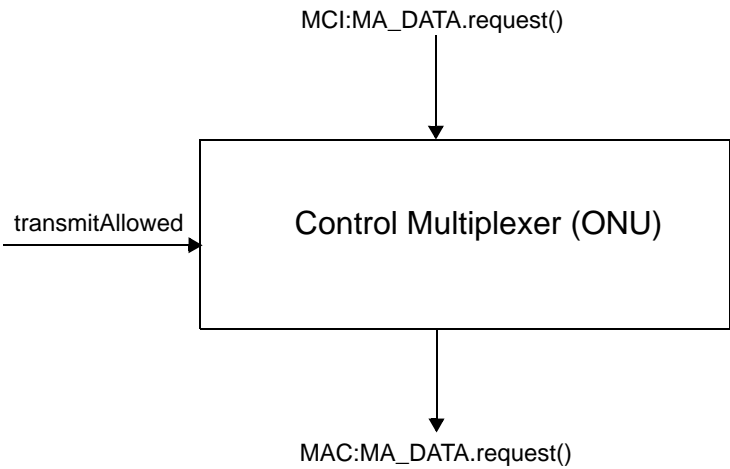 MCI:MA_DATA.request()
transmitAllowed
Control Multiplexer (ONU)
MAC:MA_DATA.request()